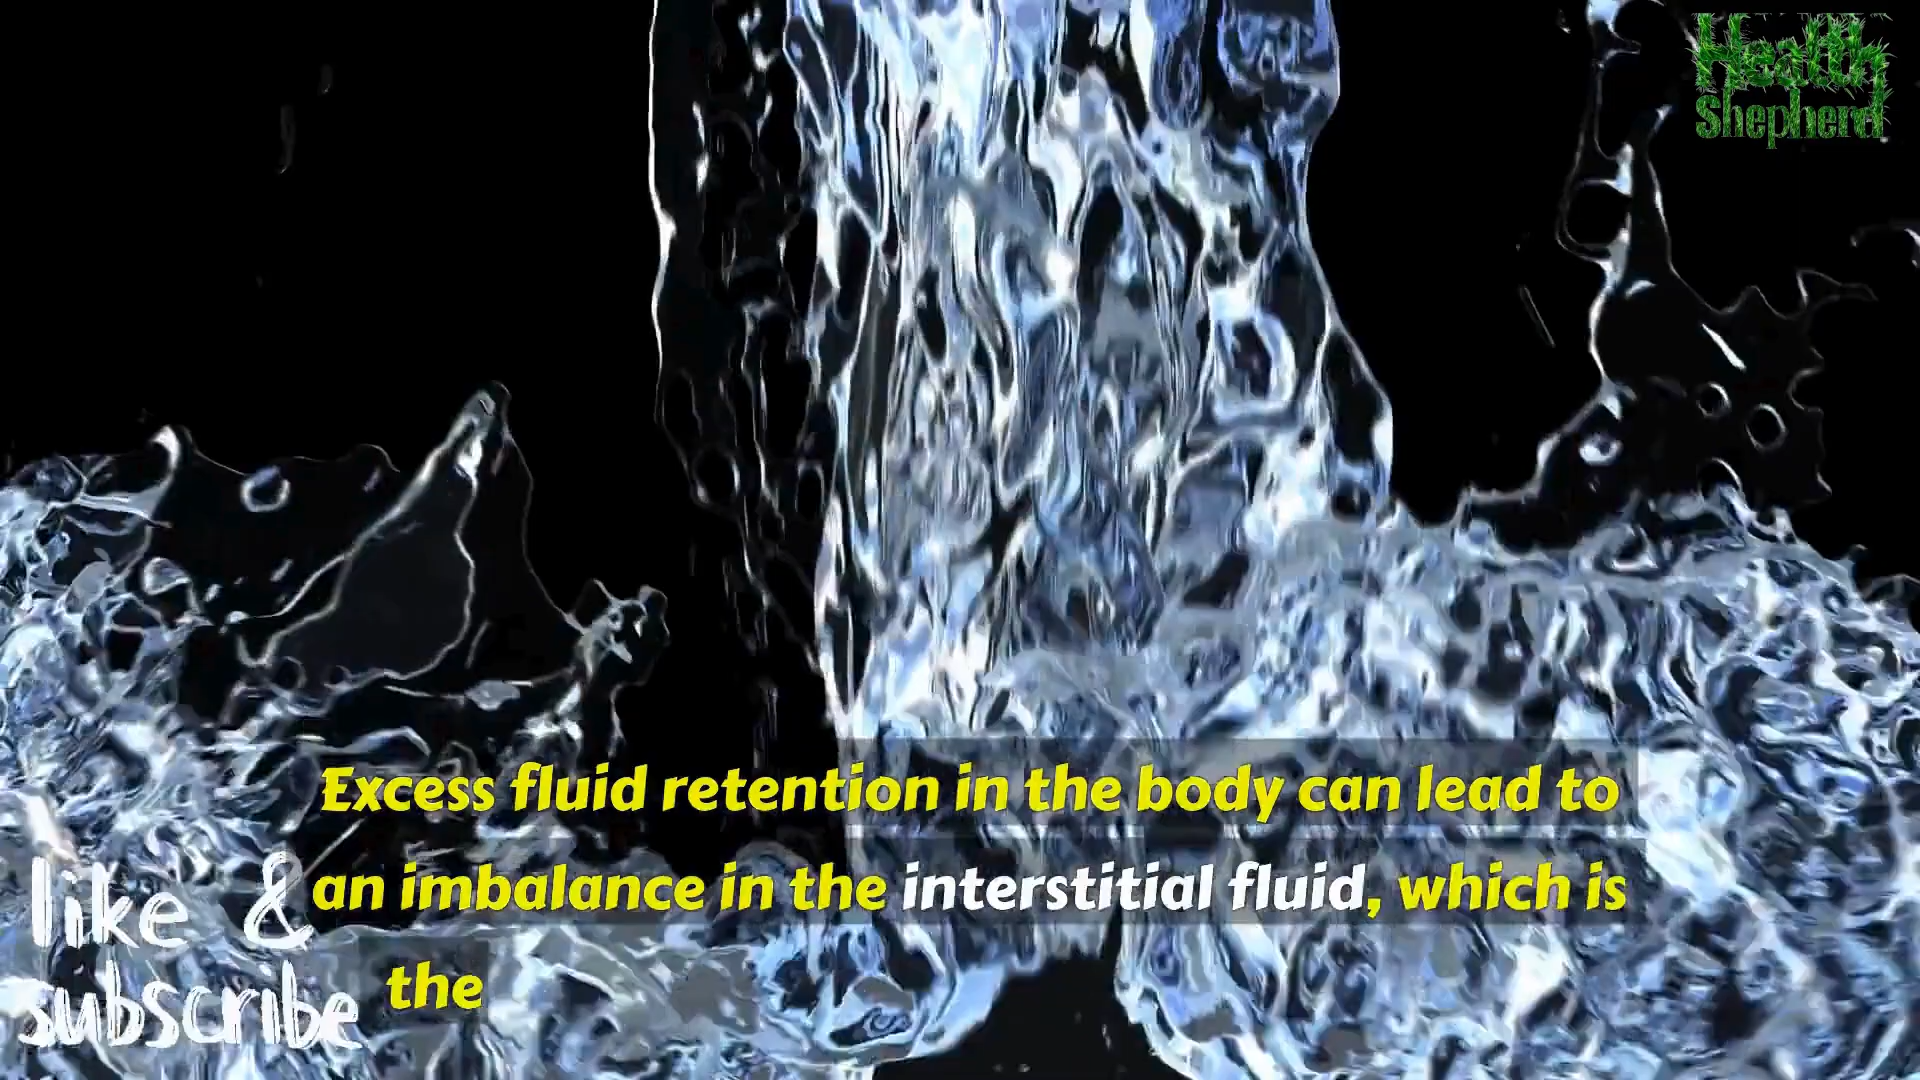 Health
Shepherd
Excess fluid retention in the body can lead to
an imbalance in the interstitial fluid, which is
the
like &
subscribe